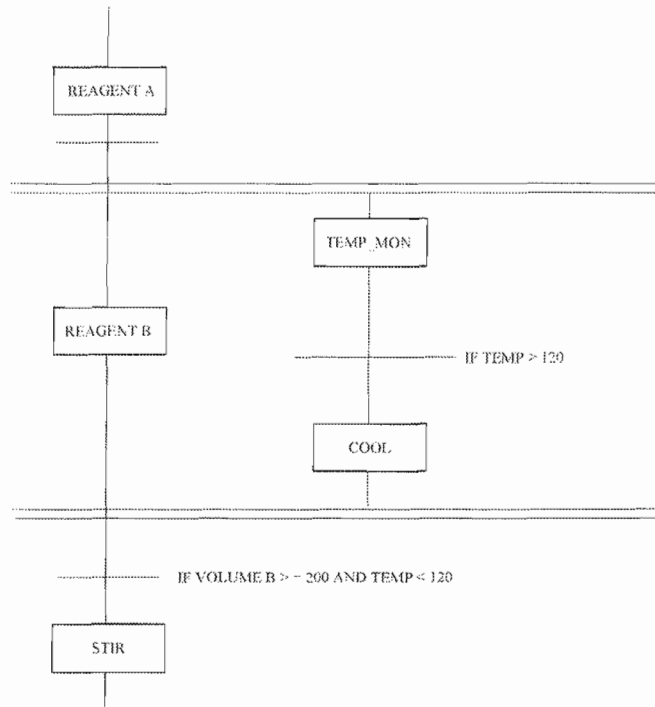 REAGENT A
TEMP_MON
REAGENT B
IF TEMP > 120
COOL
IF VOLUME B > = 200 AND TEMP < 120
STIR